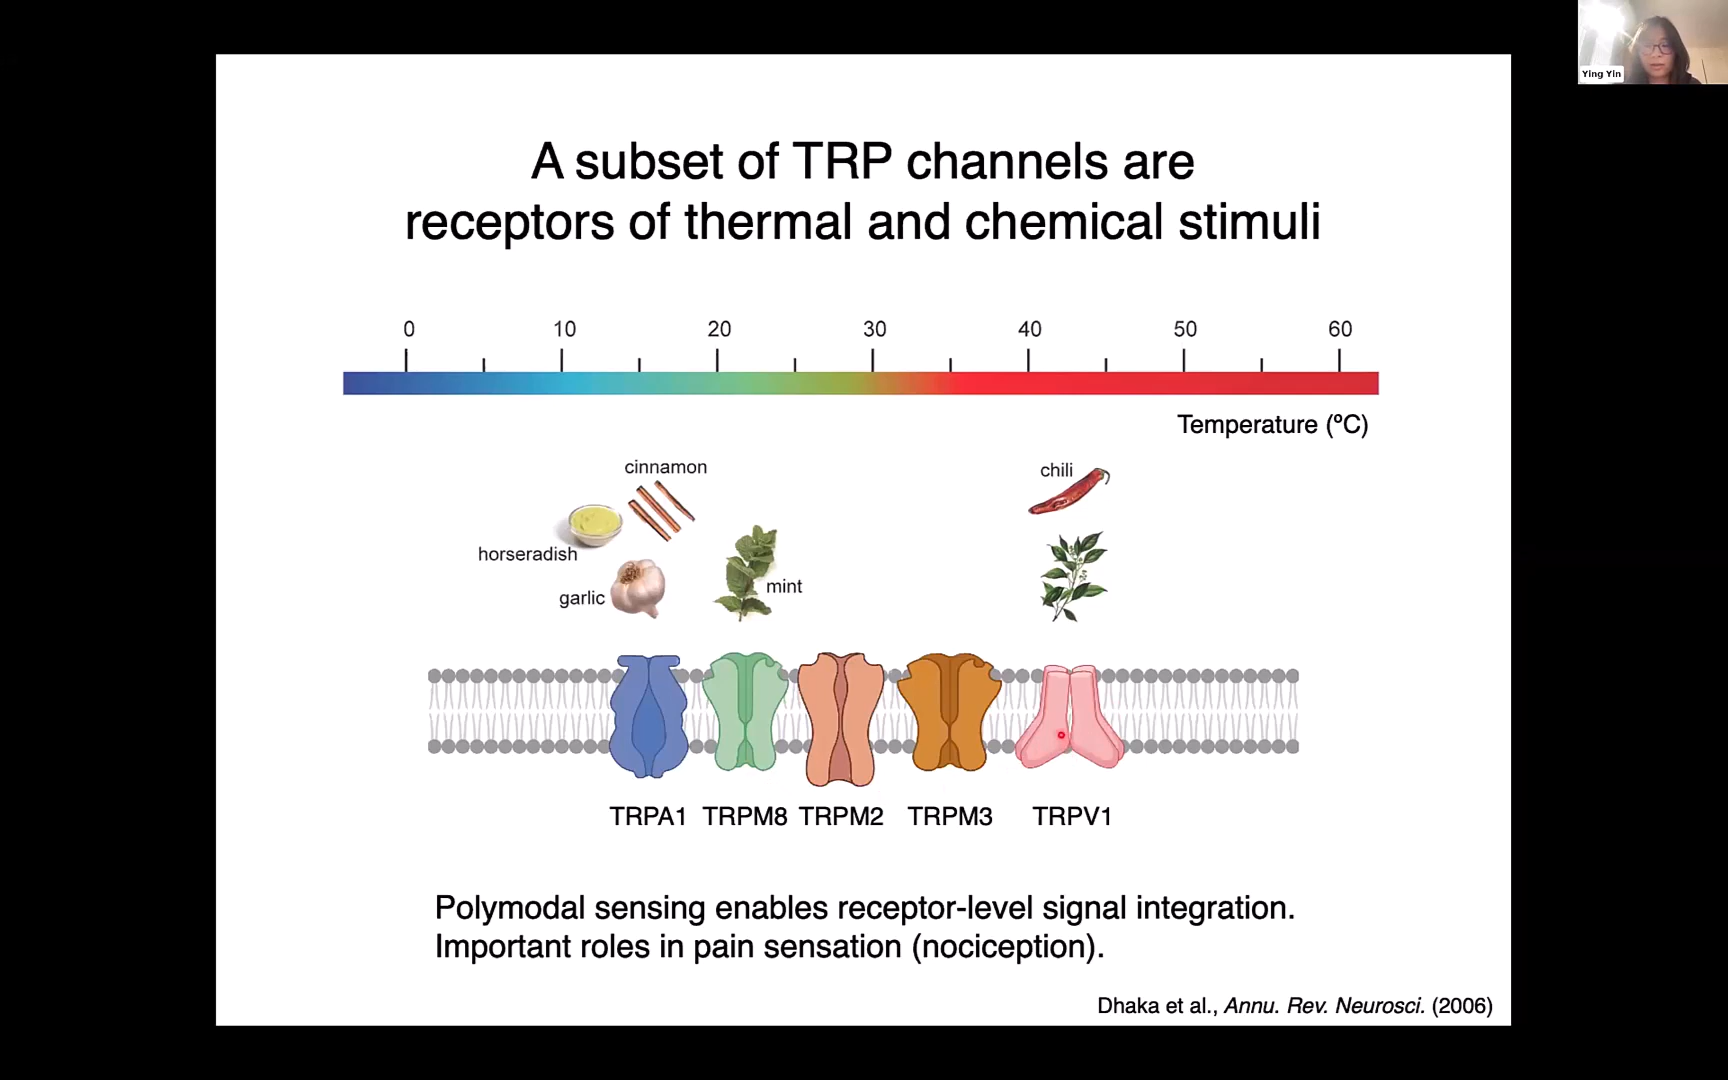 Ying Yin
A subset of TRP channels are
receptors of thermal and chemical stimuli
0 10 20 30 40 50 60
Temperature (ºC)
cinnamon
chili
horseradish
mint
garlic
TRPA1 TRPM8 TRPM2 TRPM3 TRPV1
Polymodal sensing enables receptor-level signal integration.
Important roles in pain sensation (nociception).
Dhaka et al., Annu. Rev. Neurosci. (2006)